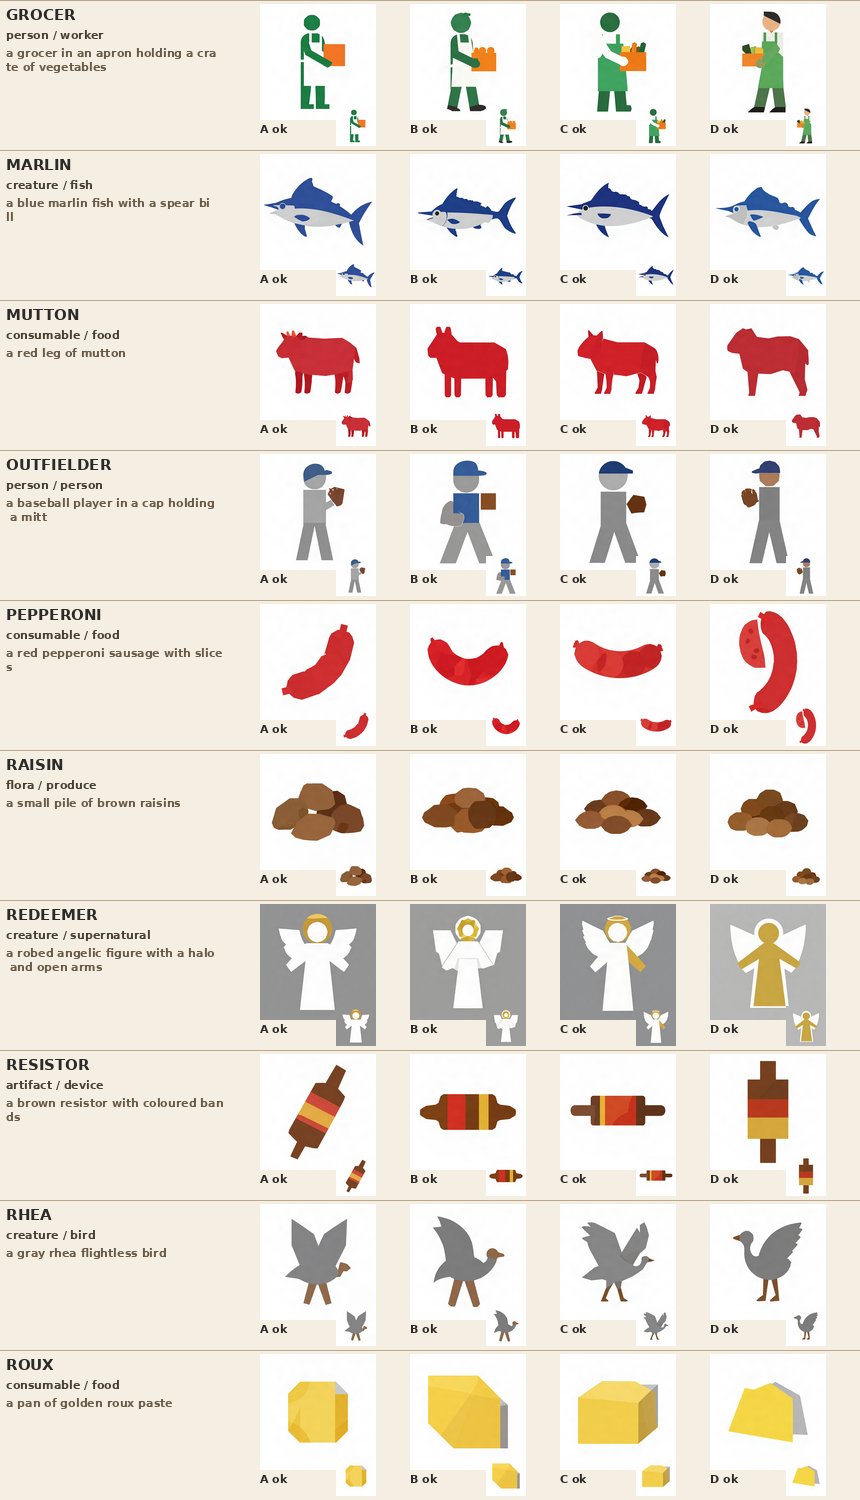 GROCER
person / worker
a grocer in an apron holding a cra
te of vegetables
A ok
B ok
C ok
D ok
MARLIN
creature / fish
a blue marlin fish with a spear bi
ll
A ok
B ok
C ok
D ok
MUTTON
consumable / food
a red leg of mutton
A ok
B ok
C ok
D ok
OUTFIELDER
person / person
a baseball player in a cap holding
a mitt
A ok
B ok
C ok
D ok
PEPPERONI
consumable / food
a red pepperoni sausage with slice
s
A ok
B ok
C ok
D ok
RAISIN
flora / produce
a small pile of brown raisins
A ok
B ok
C ok
D ok
REDEEMER
creature / supernatural
a robed angelic figure with a halo
and open arms
A ok
B ok
C ok
D ok
RESISTOR
artifact / device
a brown resistor with coloured ban
ds
A ok
B ok
C ok
D ok
RHEA
creature / bird
a gray rhea flightless bird
A ok
B ok
C ok
D ok
ROUX
consumable / food
a pan of golden roux paste
A ok
B ok
C ok
D ok